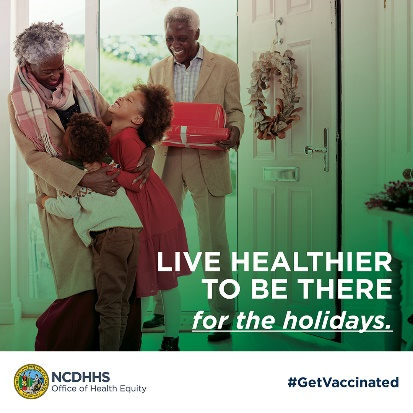 LIVE HEALTHIER
TO BE THERE
for the holidays.
NCDHHS
Office of Health Equity
#GetVaccinated